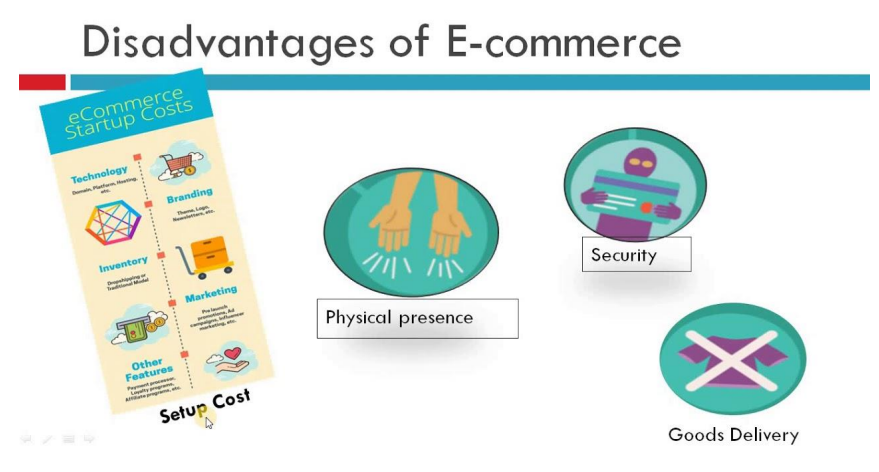 Disadvantages of E-commerce
eCommerce
Startup Costs
Technology
Domain, Platform, Hosting,
etc.
Branding
Theme, Logo,
Newsletters, etc.
Inventory
Dropshipping or
Traditional Model
Marketing
Pre launch
promotions, Ad
campaigns, influencer
marketing, etc.
Other
Features
Payment processor,
Loyalty programs,
Affiliate programs, etc.
Setup Cost
Physical presence
Security
Goods Delivery